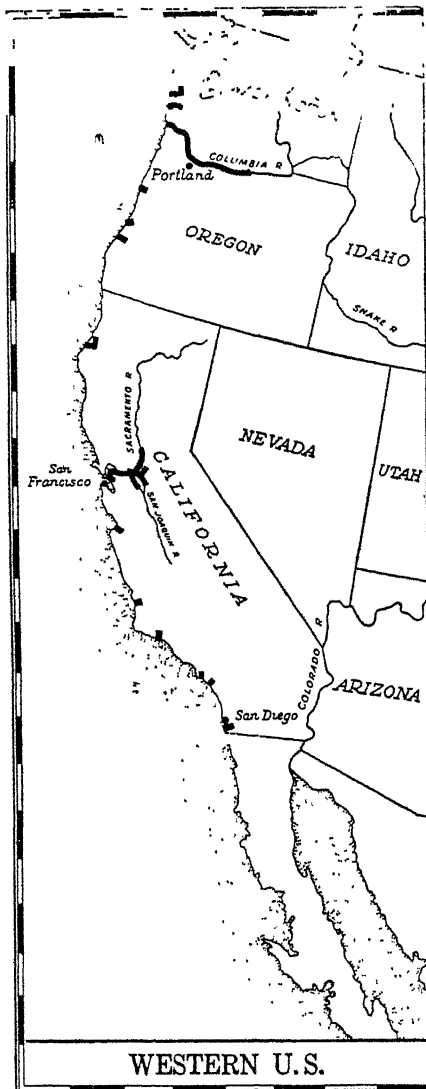 COLUMBIA R
Portland
OREGON
IDAHO
SNAKE R
SACRAMENTO R
NEVADA
CALIFORNIA
UTAH
San
Francisco
SAN JOAQUIN R
COLORADO R
ARIZONA
San Diego
WESTERN U.S.